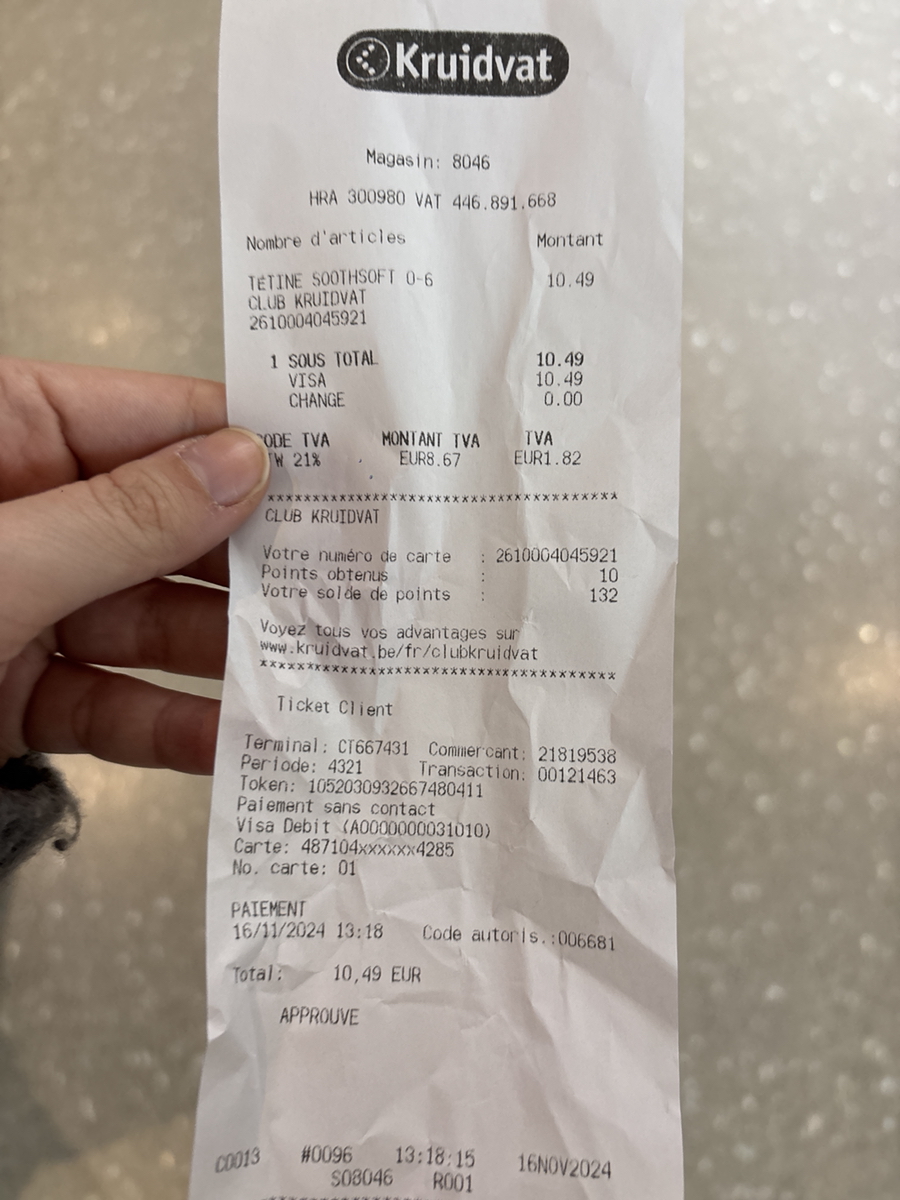 Kruidvat
Magasin: 8046
HRA 300980 VAT 446.891.668
Nombre d'articles Montant
TÉTINE SOOTHSOFT 0-6 10.49
CLUB KRUIDVAT
2610004045921
1 SOUS TOTAL 10.49
VISA 10.49
CHANGE 0.00
ODE TVA MONTANT TVA TVA
W 21% EUR8.67 EUR1.82
***************************************
CLUB KRUIDVAT
Votre numéro de carte : 2610004045921
Points obtenus : 10
Votre solde de points : 132
Voyez tous vos advantages sur
www.kruidvat.be/fr/clubkruidvat
***************************************
Ticket Client
Terminal: CT667431 Commercant: 21819538
Periode: 4321 Transaction: 00121463
Token: 1052030932667480411
Paiement sans contact
Visa Debit (A0000000031010)
Carte: 487104xxxxxx4285
No. carte: 01
PAIEMENT
16/11/2024 13:18 Code autoris.:006681
Total: 10,49 EUR
APPROUVE
C0013 #0096 13:18:15 16NOV2024
S08046 R001